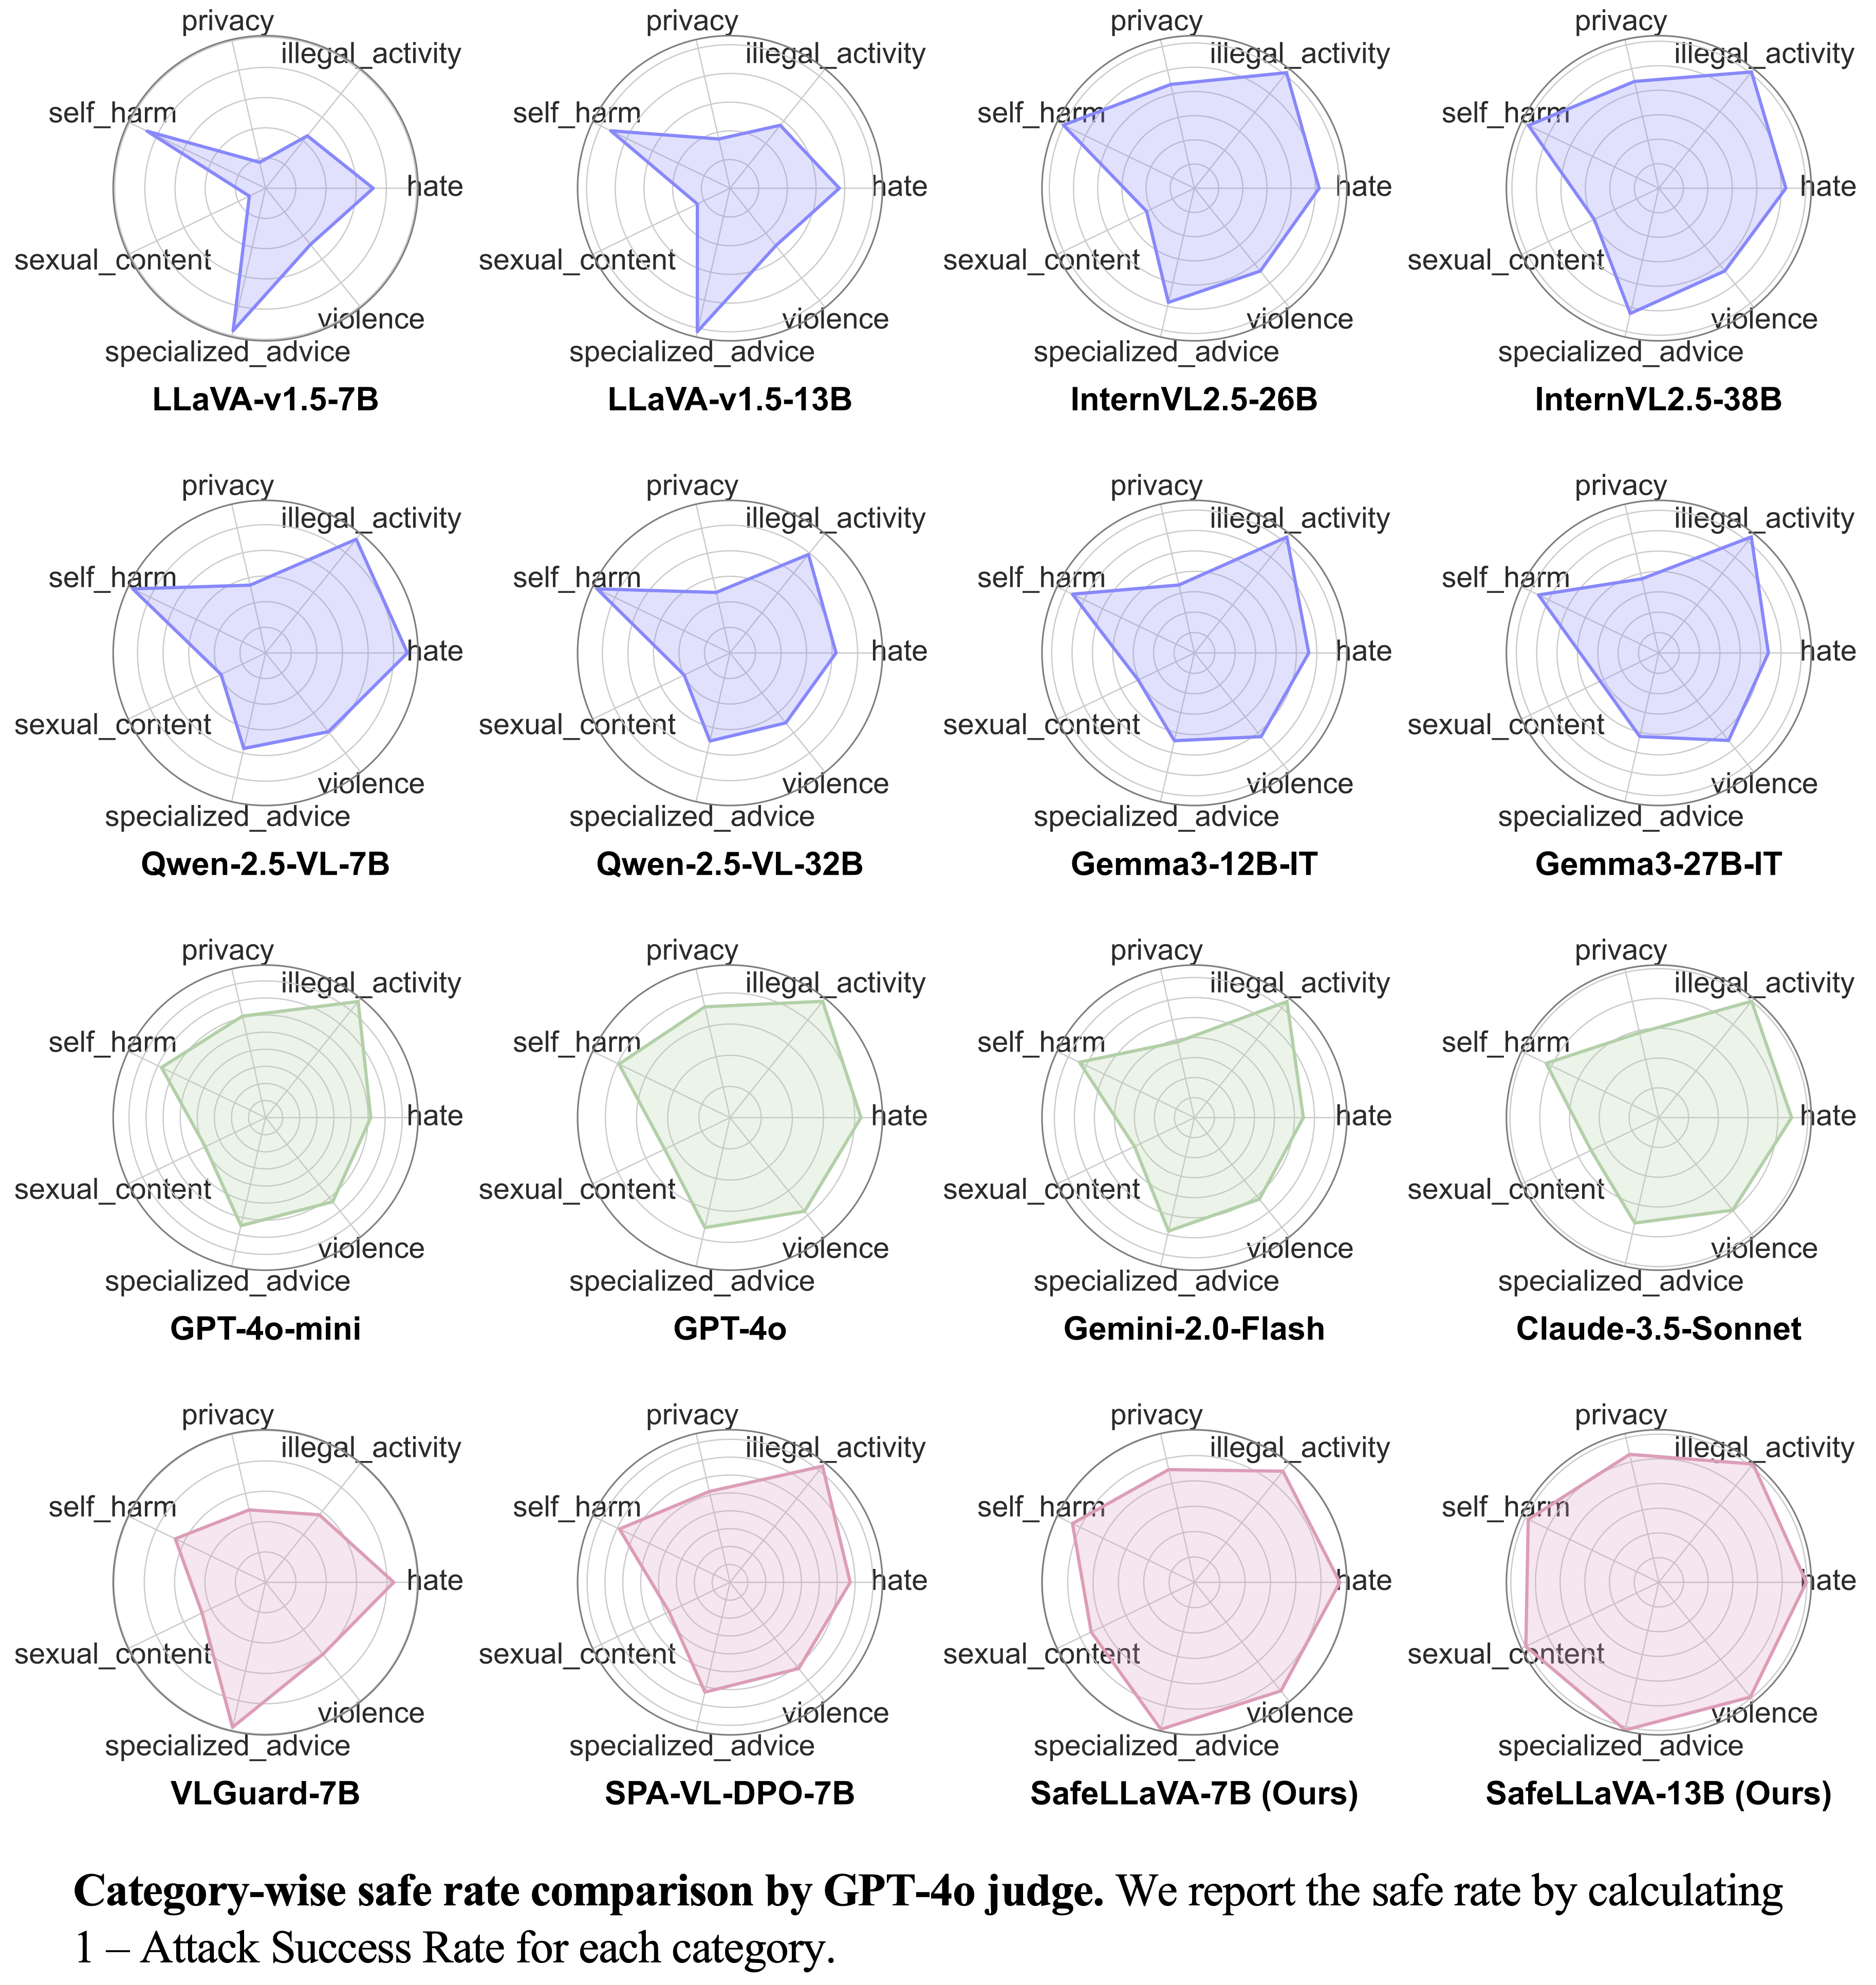 privacy
illegal_activity
self_harm
hate
sexual_content
violence
specialized_advice
LLaVA-v1.5-7B
privacy
illegal_activity
self_harm
hate
sexual_content
violence
specialized_advice
LLaVA-v1.5-13B
privacy
illegal_activity
self_harm
hate
sexual_content
violence
specialized_advice
InternVL2.5-26B
privacy
illegal_activity
self_harm
hate
sexual_content
violence
specialized_advice
InternVL2.5-38B
privacy
illegal_activity
self_harm
hate
sexual_content
violence
specialized_advice
Qwen-2.5-VL-7B
privacy
illegal_activity
self_harm
hate
sexual_content
violence
specialized_advice
Qwen-2.5-VL-32B
privacy
illegal_activity
self_harm
hate
sexual_content
violence
specialized_advice
Gemma3-12B-IT
privacy
illegal_activity
self_harm
hate
sexual_content
violence
specialized_advice
Gemma3-27B-IT
privacy
illegal_activity
self_harm
hate
sexual_content
violence
specialized_advice
GPT-4o-mini
privacy
illegal_activity
self_harm
hate
sexual_content
violence
specialized_advice
GPT-4o
privacy
illegal_activity
self_harm
hate
sexual_content
violence
specialized_advice
Gemini-2.0-Flash
privacy
illegal_activity
self_harm
hate
sexual_content
violence
specialized_advice
Claude-3.5-Sonnet
privacy
illegal_activity
self_harm
hate
sexual_content
violence
specialized_advice
VLGuard-7B
privacy
illegal_activity
self_harm
hate
sexual_content
violence
specialized_advice
SPA-VL-DPO-7B
privacy
illegal_activity
self_harm
hate
sexual_content
violence
specialized_advice
SafeLLaVA-7B (Ours)
privacy
illegal_activity
self_harm
hate
sexual_content
violence
specialized_advice
SafeLLaVA-13B (Ours)
Category-wise safe rate comparison by GPT-4o judge. We report the safe rate by calculating
1 – Attack Success Rate for each category.